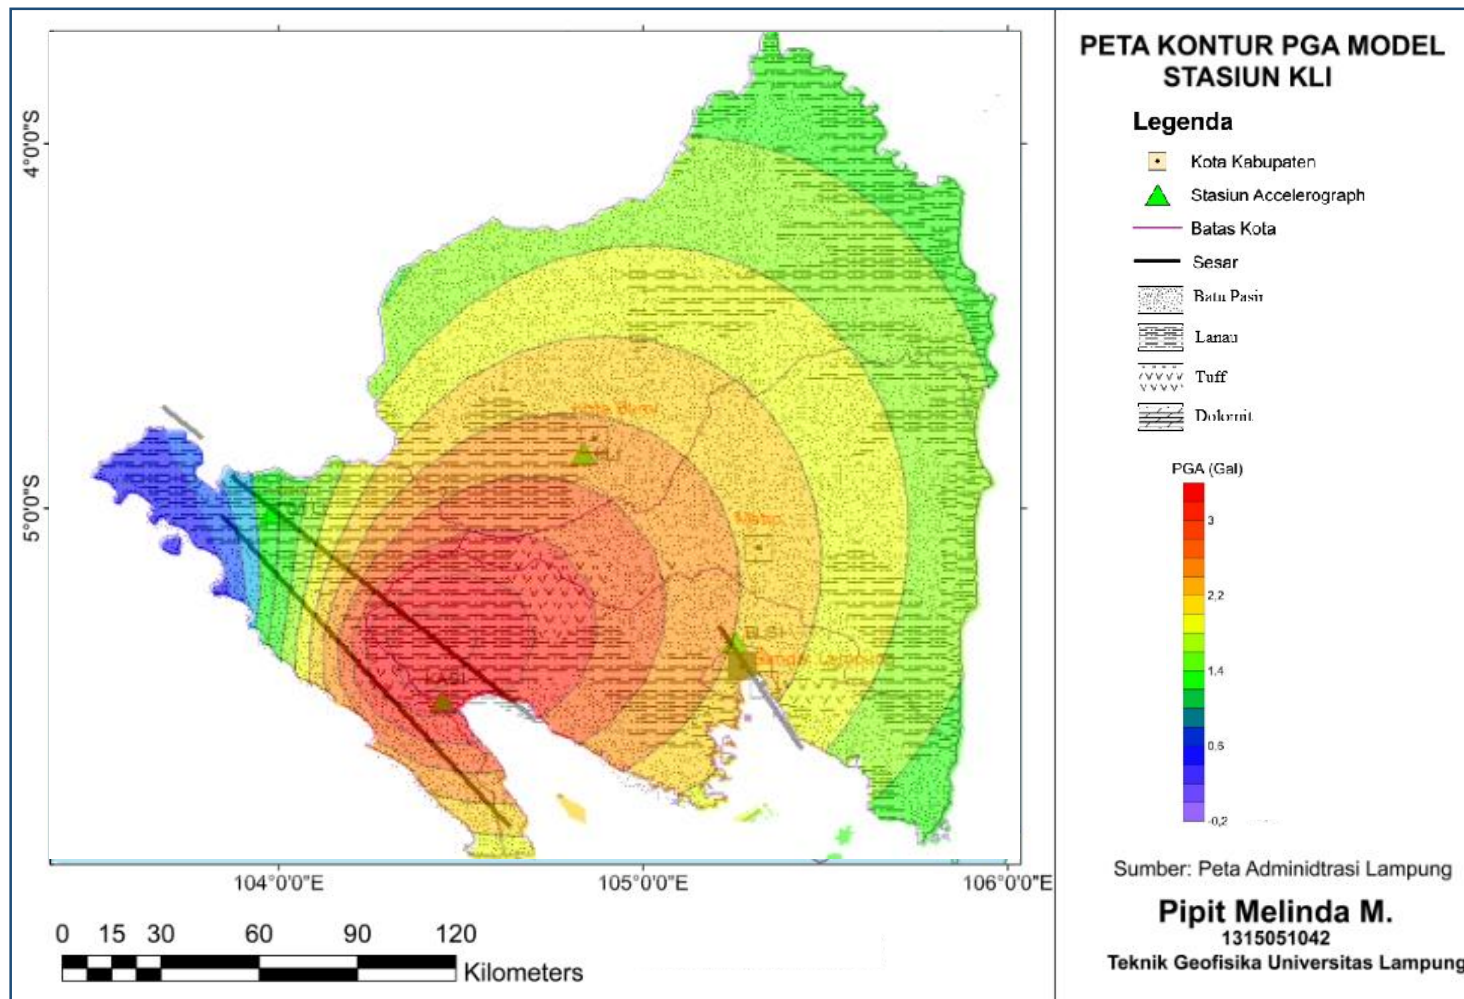 PETA KONTUR PGA MODEL
STASIUN KLI
Legenda
Kota Kabupaten
Stasiun Accelerograph
Batas Kota
Sesar
Batu Pasir
Lanau
Tuff
Dolomit
PGA (Gal)
3
2,2
1,4
0,6
-0,2
Sumber: Peta Adminidtrasi Lampung
Pipit Melinda M.
1315051042
Teknik Geofisika Universitas Lampung
4°0'0"S
5°0'0"S
104°0'0"E
105°0'0"E
106°0'0"E
Metro
Bandar Lampung
KASI
0 15 30 60 90 120
Kilometers